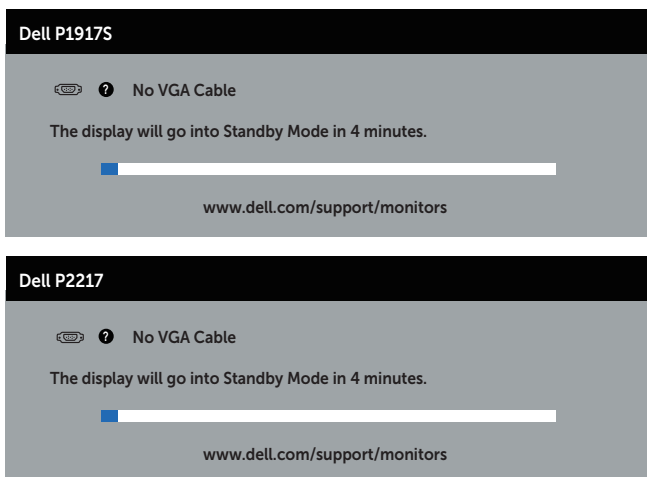 Dell P1917S
? No VGA Cable
The display will go into Standby Mode in 4 minutes.
www.dell.com/support/monitors
Dell P2217
? No VGA Cable
The display will go into Standby Mode in 4 minutes.
www.dell.com/support/monitors